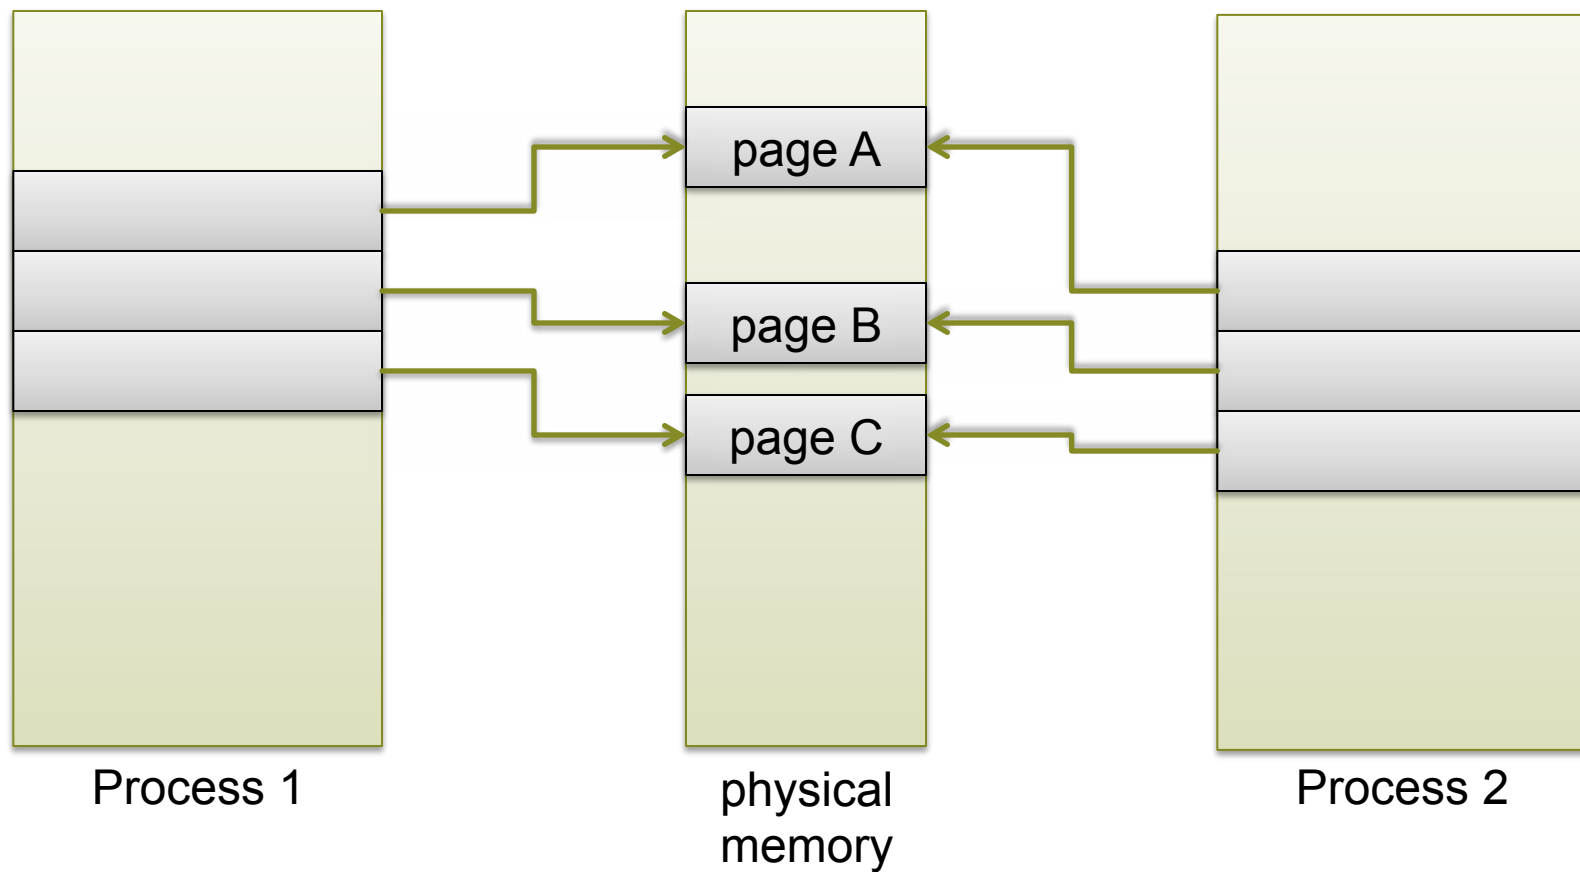 page A
page B
page C
Process 1
physical
memory
Process 2